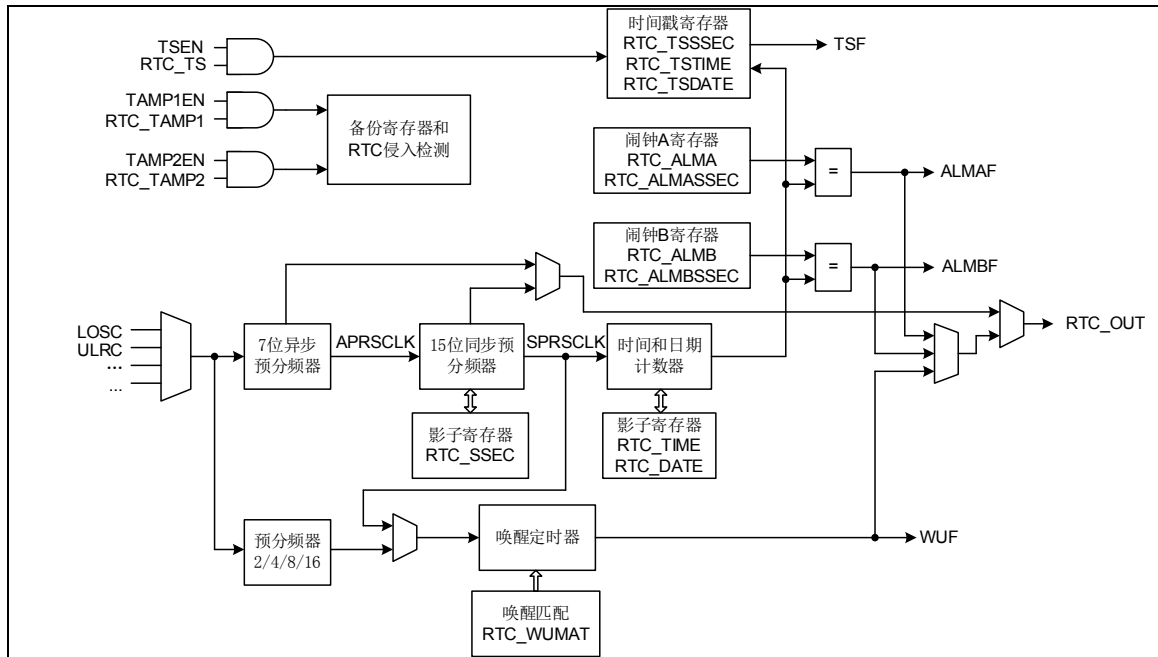 TSEN
RTC_TS
时间戳寄存器
RTC_TSSSEC
RTC_TSTIME
RTC_TSDATE
TSF
TAMP1EN
RTC_TAMP1
TAMP2EN
RTC_TAMP2
备份寄存器和
RTC侵入检测
闹钟A寄存器
RTC_ALMA
RTC_ALMASSEC
=
ALMAF
闹钟B寄存器
RTC_ALMB
RTC_ALMBSSEC
=
ALMBF
LOSC
ULRC
...
...
7位异步
预分频器
APRSCLK
15位同步预
分频器
SPRSCLK
时间和日期
计数器
RTC_OUT
影子寄存器
RTC_SSEC
影子寄存器
RTC_TIME
RTC_DATE
预分频器
2/4/8/16
唤醒定时器
WUF
唤醒匹配
RTC_WUMAT